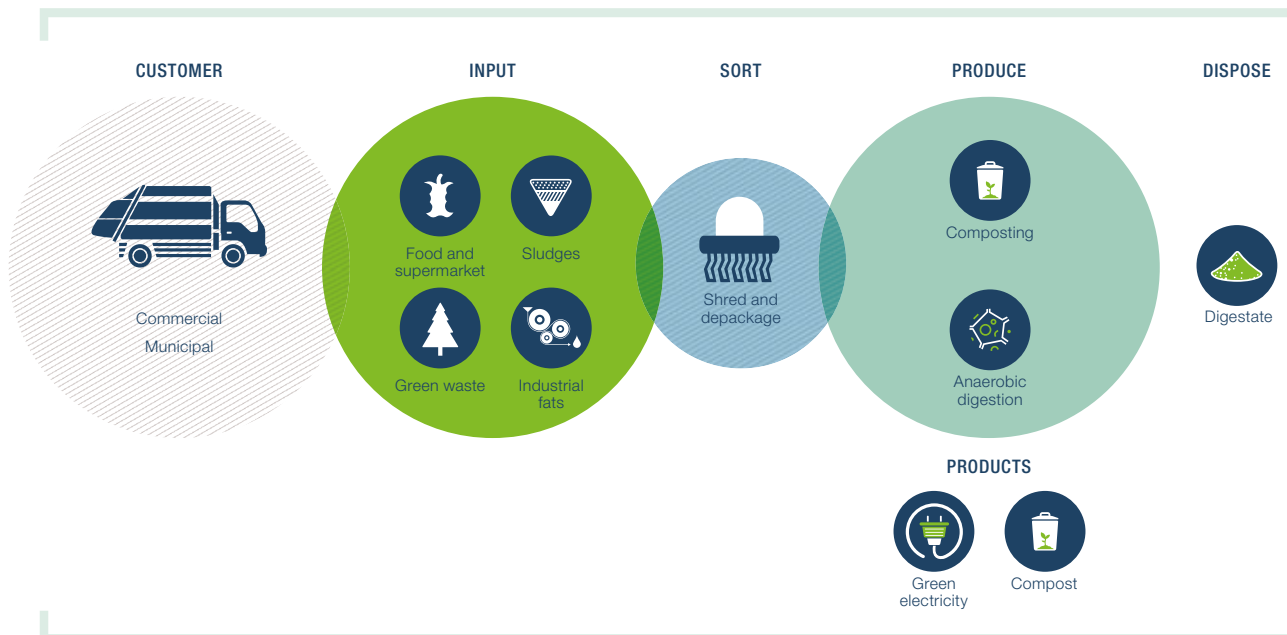 CUSTOMER
Commercial
Municipal
INPUT
Food and
supermarket
Sludges
Green waste
Industrial
fats
SORT
Shred and
depackage
PRODUCE
Composting
Anaerobic
digestion
PRODUCTS
Green
electricity
Compost
DISPOSE
Digestate